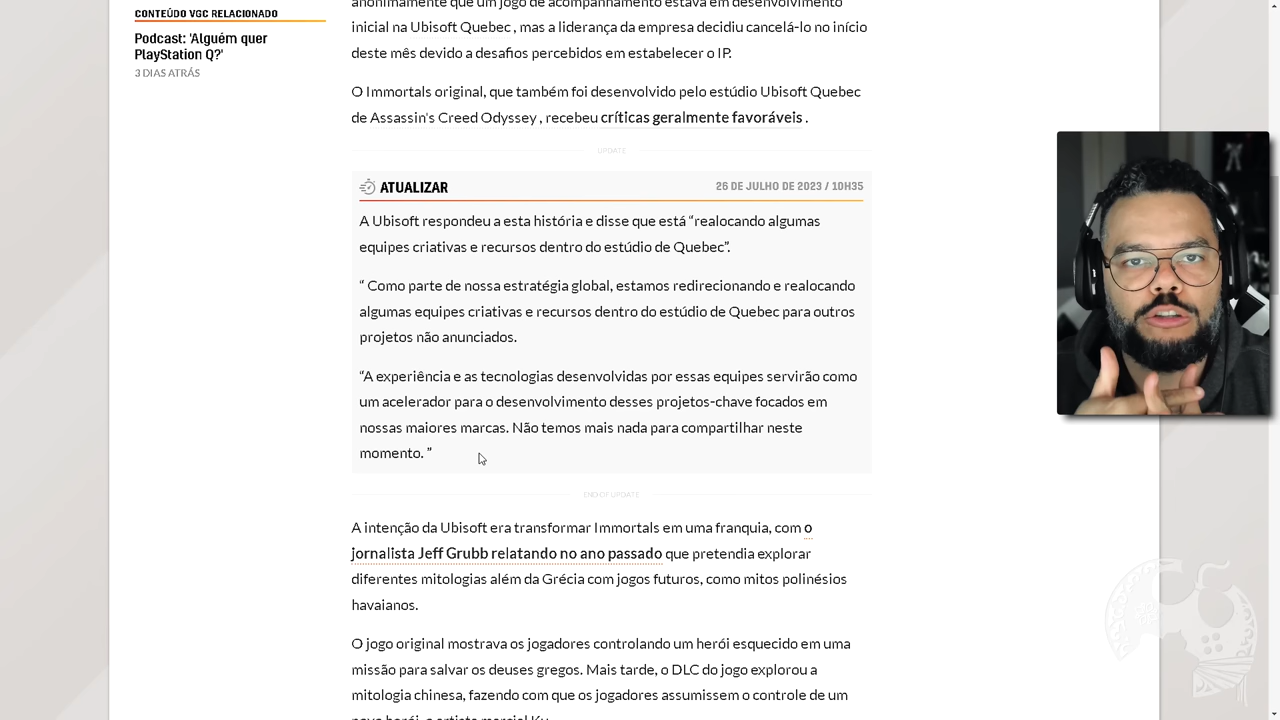 CONTEÚDO VGC RELACIONADO
Podcast: 'Alguém quer
PlayStation Q?'
3 DIAS ATRÁS
anonimamente que um jogo de acompanhamento estava em desenvolvimento
inicial na Ubisoft Quebec , mas a liderança da empresa decidiu cancelá-lo no início
deste mês devido a desafios percebidos em estabelecer o IP.
O Immortals original, que também foi desenvolvido pelo estúdio Ubisoft Quebec
de Assassin's Creed Odyssey , recebeu críticas geralmente favoráveis .
UPDATE
ATUALIZAR
26 DE JULHO DE 2023 / 10H35
A Ubisoft respondeu a esta história e disse que está “realocando algumas
equipes criativas e recursos dentro do estúdio de Quebec”.
“ Como parte de nossa estratégia global, estamos redirecionando e realocando
algumas equipes criativas e recursos dentro do estúdio de Quebec para outros
projetos não anunciados.
“A experiência e as tecnologias desenvolvidas por essas equipes servirão como
um acelerador para o desenvolvimento desses projetos-chave focados em
nossas maiores marcas. Não temos mais nada para compartilhar neste
momento. ”
END OF UPDATE
A intenção da Ubisoft era transformar Immortals em uma franquia, com o
jornalista Jeff Grubb relatando no ano passado que pretendia explorar
diferentes mitologias além da Grécia com jogos futuros, como mitos polinésios
havaianos.
O jogo original mostrava os jogadores controlando um herói esquecido em uma
missão para salvar os deuses gregos. Mais tarde, o DLC do jogo explorou a
mitologia chinesa, fazendo com que os jogadores assumissem o controle de um
novo herói, o artista marcial Ku.